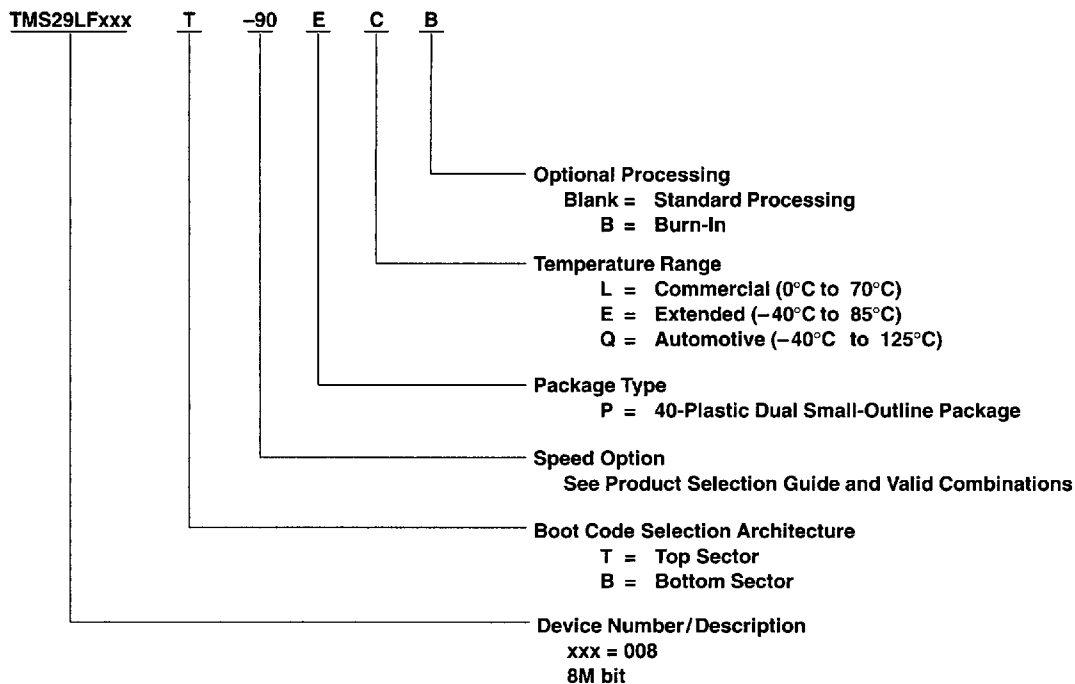 TMS29LFxxx T –90 E C B
Optional Processing
Blank = Standard Processing
B = Burn-In
Temperature Range
L = Commercial (0°C to 70°C)
E = Extended (–40°C to 85°C)
Q = Automotive (–40°C to 125°C)
Package Type
P = 40-Plastic Dual Small-Outline Package
Speed Option
See Product Selection Guide and Valid Combinations
Boot Code Selection Architecture
T = Top Sector
B = Bottom Sector
Device Number/Description
xxx = 008
8M bit